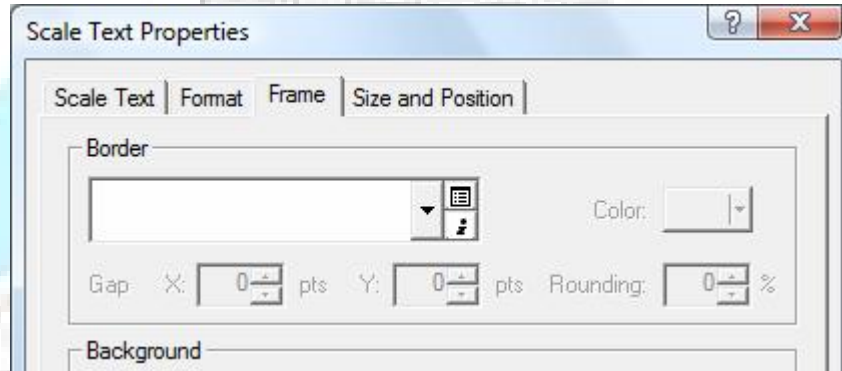 Scale Text Properties
Scale Text Format Frame Size and Position
Border
Color:
Gap X: 0 pts Y: 0 pts Rounding: 0 %
Background